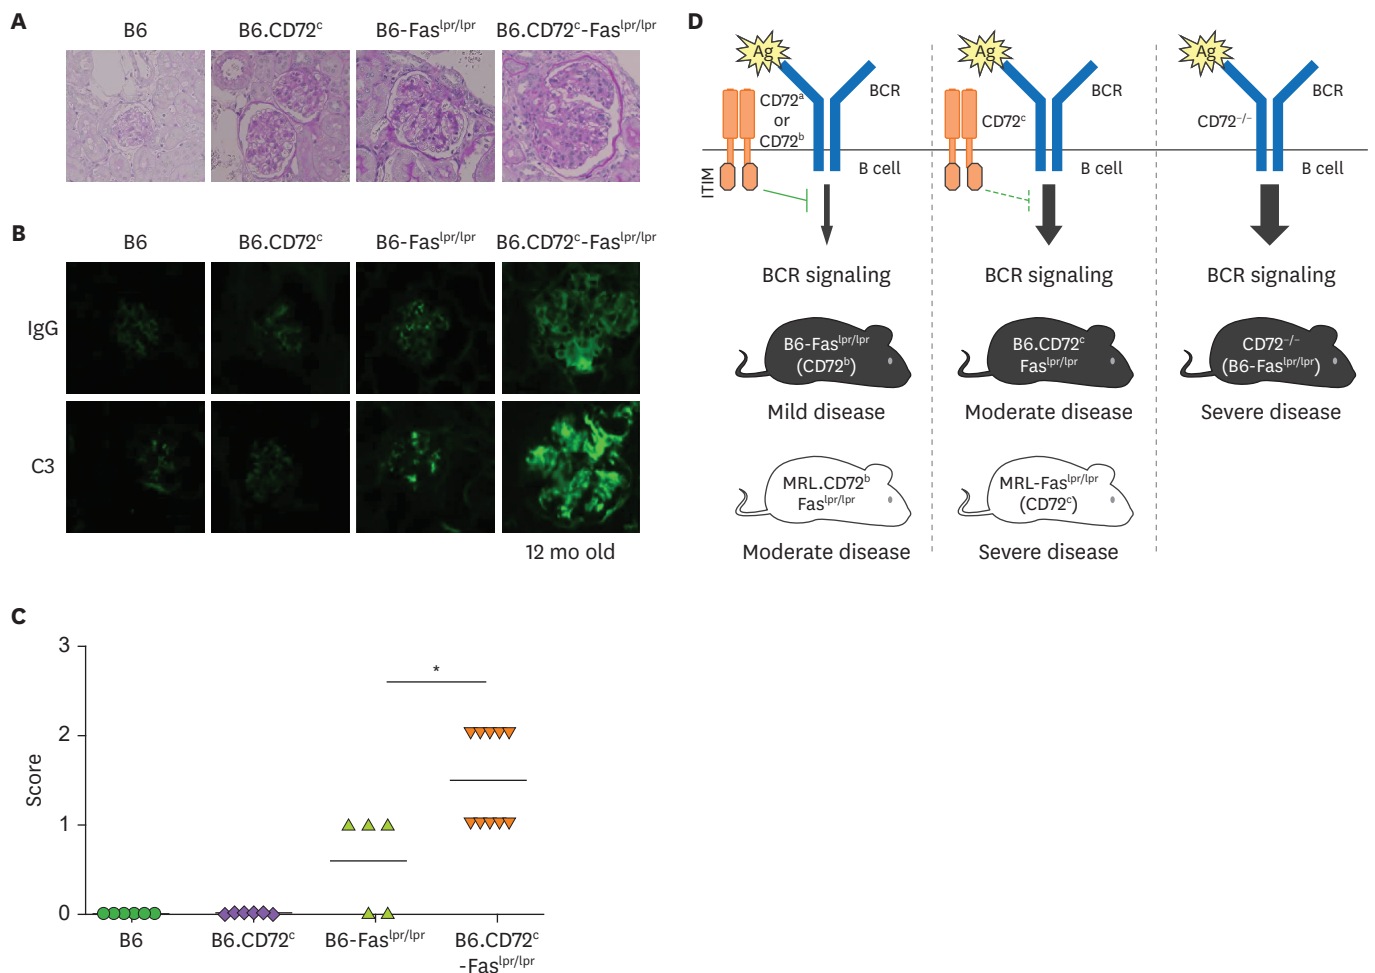 A
B6
B6.CD72ᶜ
B6-Fasˡᵖʳ/ˡᵖʳ
B6.CD72ᶜ-Fasˡᵖʳ/ˡᵖʳ
B
B6
B6.CD72ᶜ
B6-Fasˡᵖʳ/ˡᵖʳ
B6.CD72ᶜ-Fasˡᵖʳ/ˡᵖʳ
IgG
C3
12 mo old
C
3
2
1
0
Score
*
B6
B6.CD72ᶜ
B6-Fasˡᵖʳ/ˡᵖʳ
B6.CD72ᶜ
-Fasˡᵖʳ/ˡᵖʳ
D
Ag
CD72ᵃ
or
CD72ᵇ
BCR
ITIM
B cell
BCR signaling
B6-Fasˡᵖʳ/ˡᵖʳ
(CD72ᵇ)
Mild disease
MRL.CD72ᵇ
Fasˡᵖʳ/ˡᵖʳ
Moderate disease
Ag
CD72ᶜ
BCR
B cell
BCR signaling
B6.CD72ᶜ
Fasˡᵖʳ/ˡᵖʳ
Moderate disease
MRL-Fasˡᵖʳ/ˡᵖʳ
(CD72ᶜ)
Severe disease
Ag
CD72⁻/⁻
BCR
B cell
BCR signaling
CD72⁻/⁻
(B6-Fasˡᵖʳ/ˡᵖʳ)
Severe disease